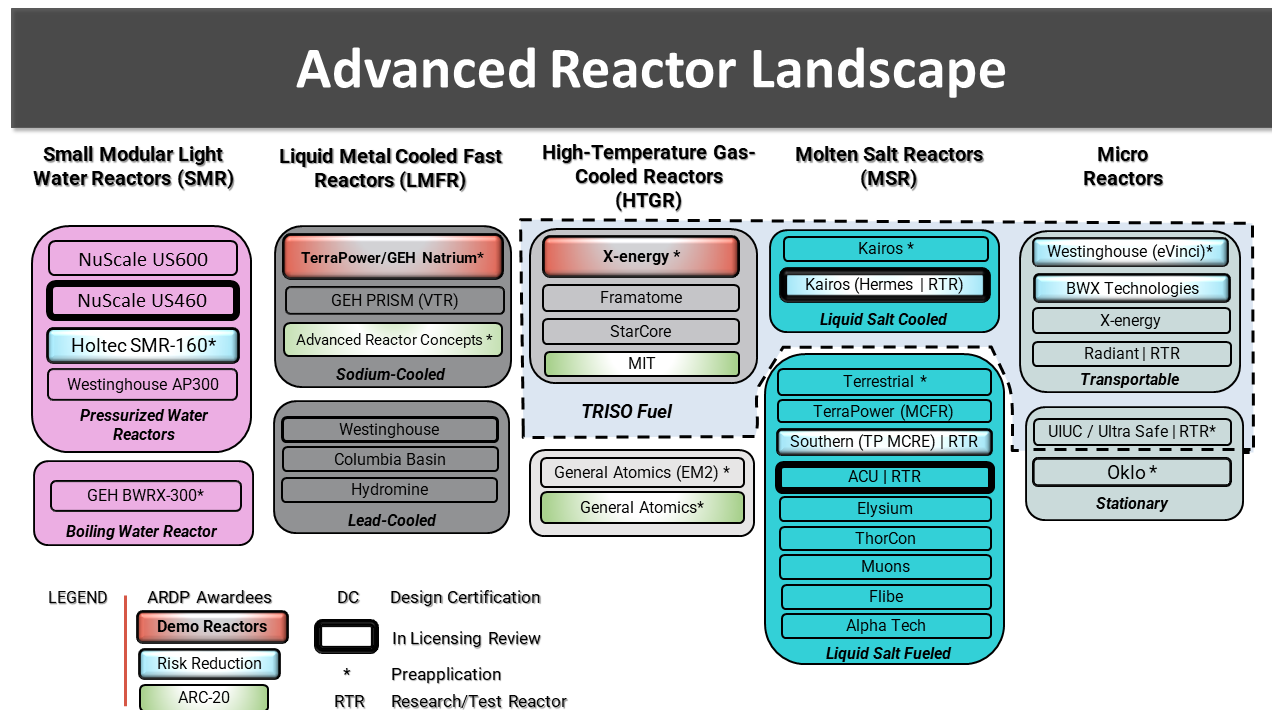 Advanced Reactor Landscape
Small Modular Light
Water Reactors (SMR)
NuScale US600
NuScale US460
Holtec SMR-160*
Westinghouse AP300
Pressurized Water
Reactors
GEH BWRX-300*
Boiling Water Reactor
Liquid Metal Cooled Fast
Reactors (LMFR)
TerraPower/GEH Natrium*
GEH PRISM (VTR)
Advanced Reactor Concepts *
Sodium-Cooled
Westinghouse
Columbia Basin
Hydromine
Lead-Cooled
High-Temperature Gas-
Cooled Reactors
(HTGR)
X-energy *
Framatome
StarCore
MIT
TRISO Fuel
General Atomics (EM2) *
General Atomics*
Molten Salt Reactors
(MSR)
Kairos *
Kairos (Hermes | RTR)
Liquid Salt Cooled
Terrestrial *
TerraPower (MCFR)
Southern (TP MCRE) | RTR
ACU | RTR
Elysium
ThorCon
Muons
Flibe
Alpha Tech
Liquid Salt Fueled
Micro
Reactors
Westinghouse (eVinci)*
BWX Technologies
X-energy
Radiant | RTR
Transportable
UIUC / Ultra Safe | RTR*
Oklo *
Stationary
LEGEND
ARDP Awardees
Demo Reactors
Risk Reduction
ARC-20
DC Design Certification
In Licensing Review
* Preapplication
RTR Research/Test Reactor